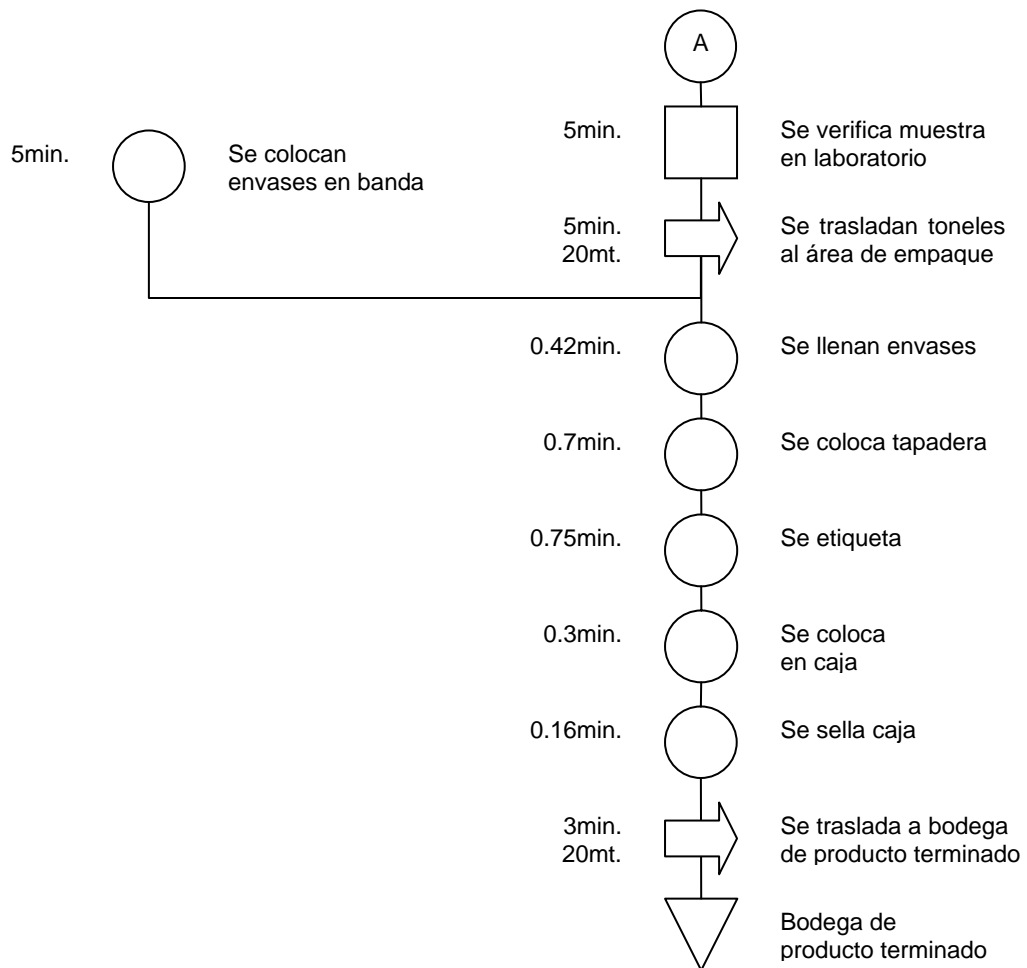 A
5min.
Se verifica muestra
en laboratorio
5min.
Se colocan
envases en banda
5min.
20mt.
Se trasladan toneles
al área de empaque
0.42min.
Se llenan envases
0.7min.
Se coloca tapadera
0.75min.
Se etiqueta
0.3min.
Se coloca
en caja
0.16min.
Se sella caja
3min.
20mt.
Se traslada a bodega
de producto terminado
Bodega de
producto terminado